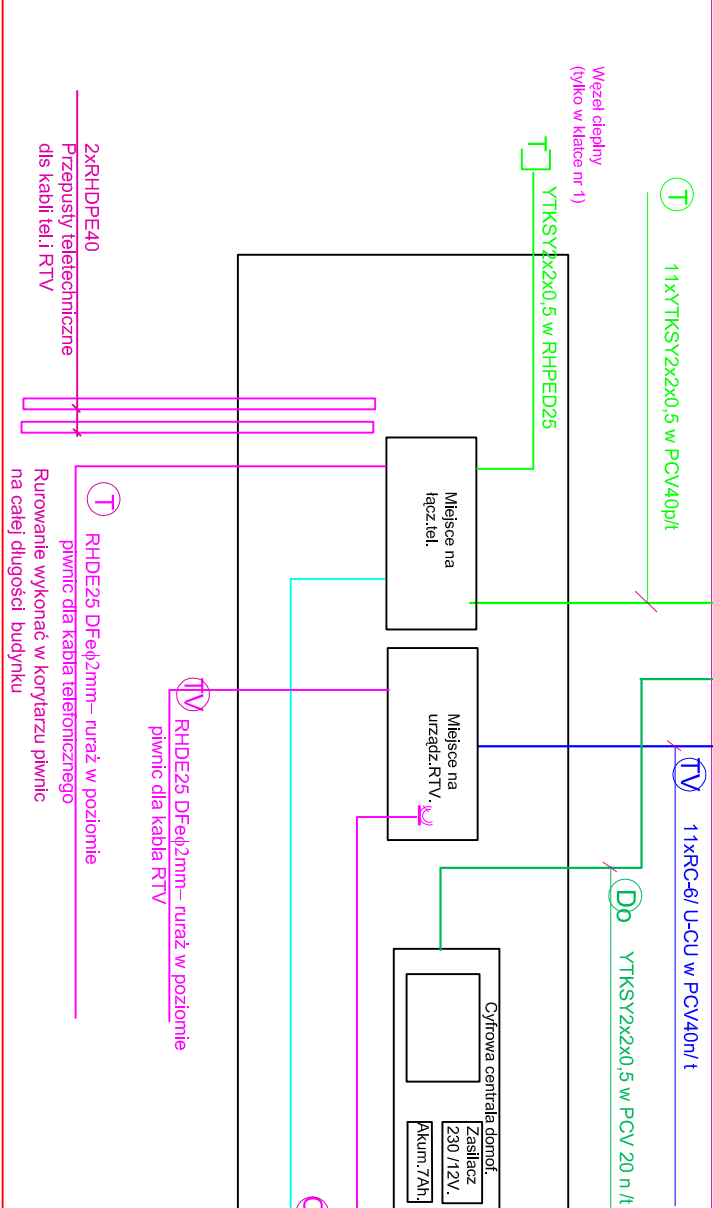 T
11xYTKSY2x2x0,5 w PCV40p/t
TV
11xRC-6/ U-CU w PCV40n/ t
Do
YTKSY2x2x0,5 w PCV 20 n /t
Węzeł cieplny
(tylko w klatce nr 1)
T
YTKSY2x2x0,5 w RHPED25
Miejsce na
łącz.tel.
Miejsce na
urządz.RTV.
Cyfrowa centrala domof.
Zasilacz
230 /12V.
Akum.7Ah.
2xRHDPE40
Przepusty teletechniczne
dls kabli tel.i RTV
TV
RHDE25 DFeϕ2mm– ruraż w poziomie
piwnic dla kabla RTV
T
RHDE25 DFeϕ2mm– ruraż w poziomie
piwnic dla kabla telefonicznego
Rurowanie wykonać w korytarzu piwnic
na całej długości budynku